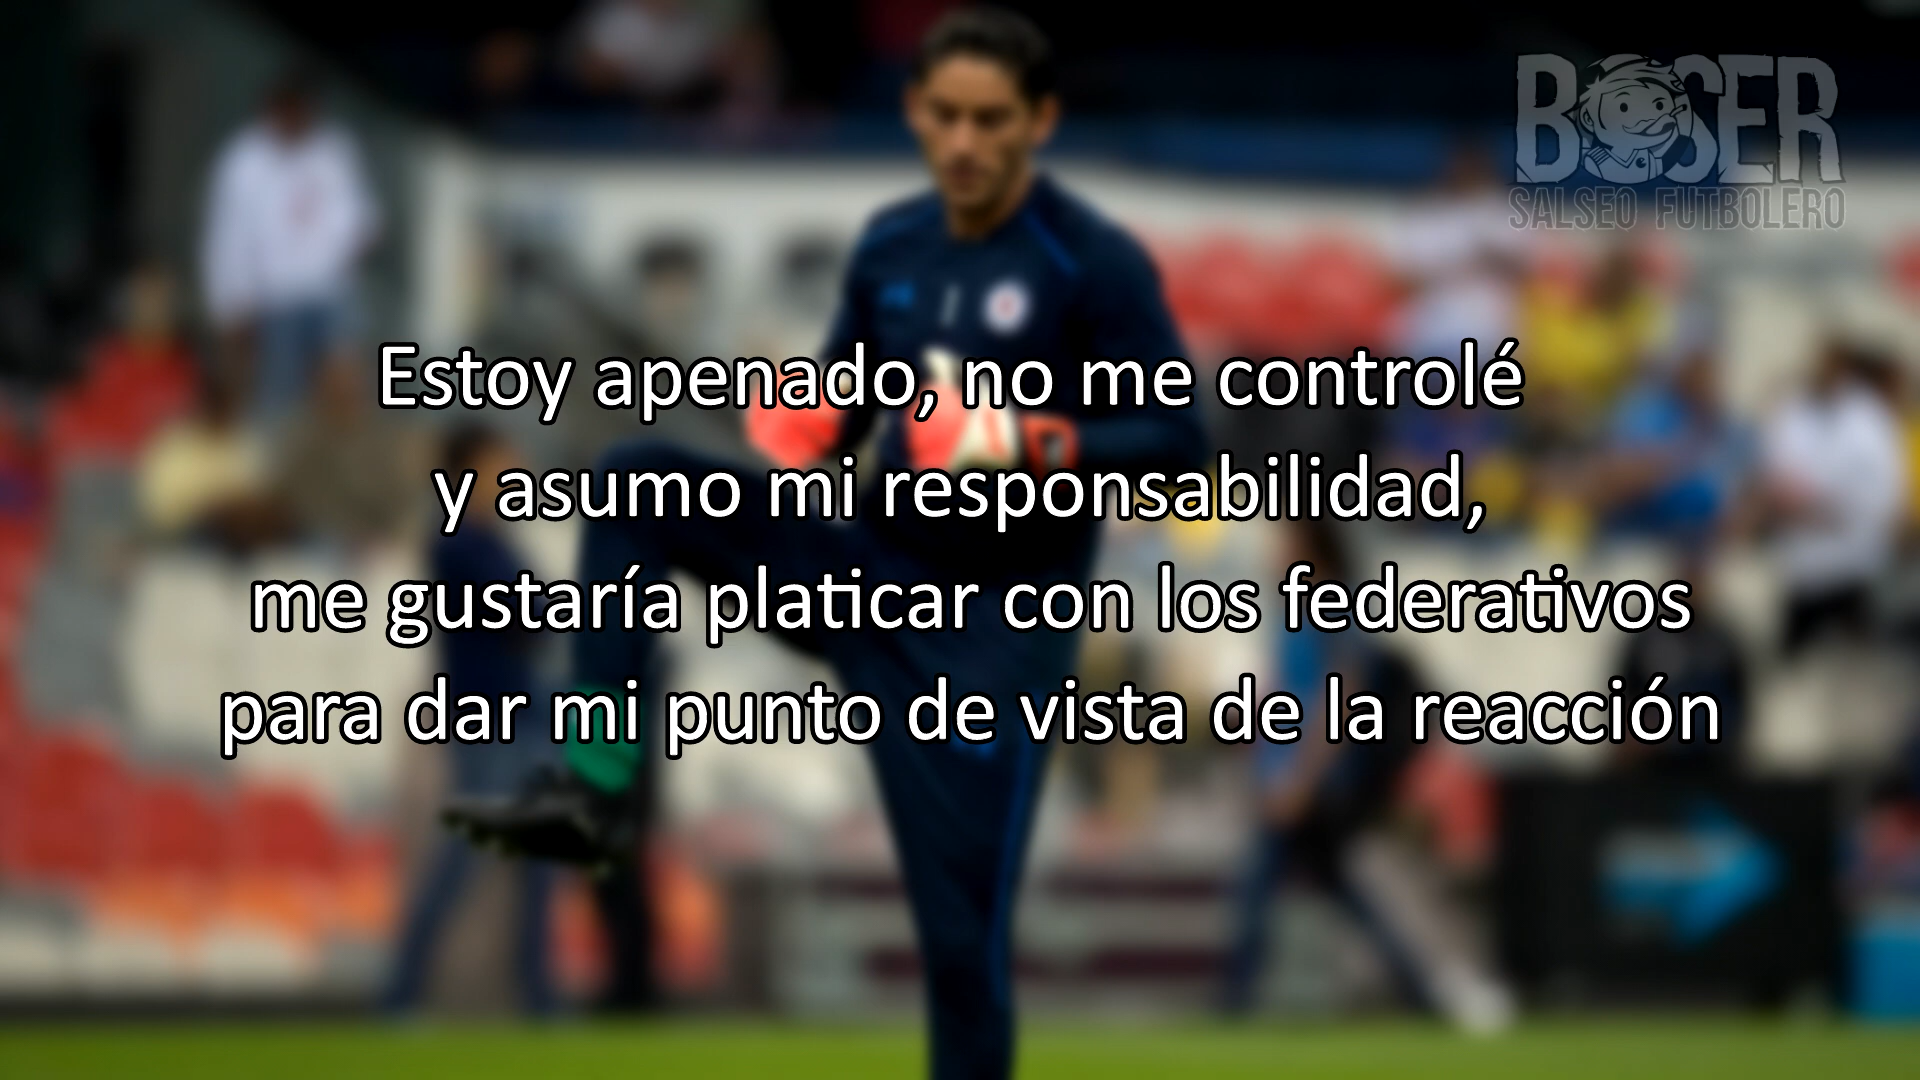 BOSER
SALSEO FUTBOLERO
Estoy apenado, no me controlé
y asumo mi responsabilidad,
me gustaría platicar con los federativos
para dar mi punto de vista de la reacción